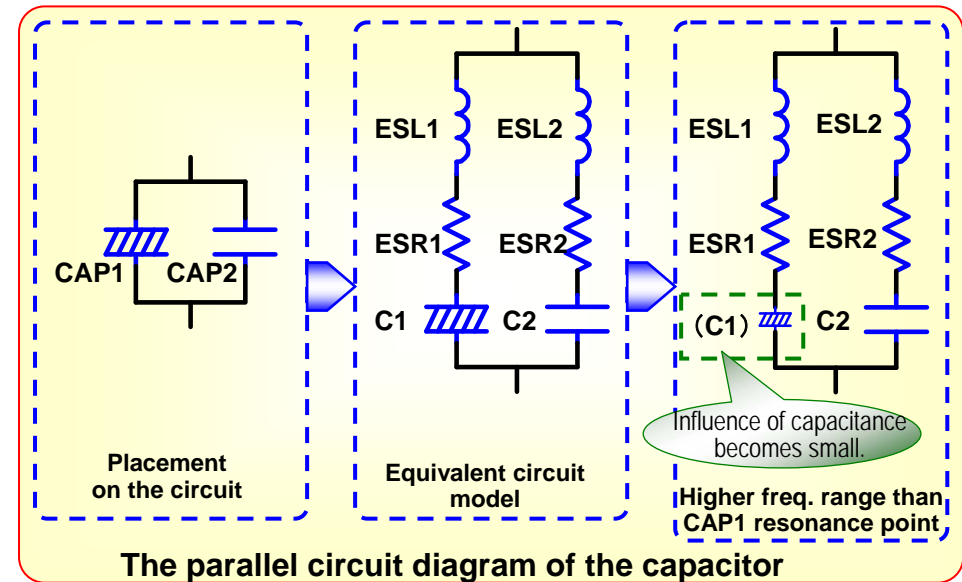 CAP1
CAP2
Placement
on the circuit
ESL1
ESL2
ESR1
ESR2
C1
C2
Equivalent circuit
model
ESL1
ESL2
ESR1
ESR2
（C1）
C2
Influence of capacitance
becomes small.
Higher freq. range than
CAP1 resonance point
The parallel circuit diagram of the capacitor